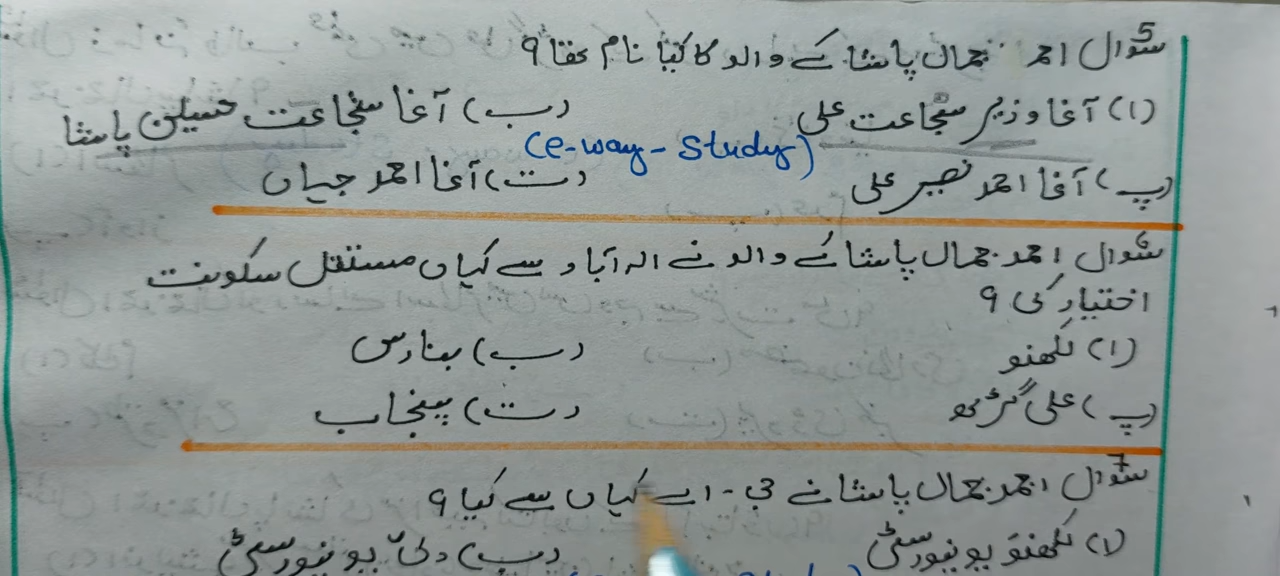 سوال 5 احمد جمال پاشا کے والد کا کیا نام تھا ؟
(ا) آغا وزیر شجاعت علی (ب) آغا شجاعت حسین پاشا
(e-way-study)
(پ) آغا احمد نصیر علی (ت) آغا احمد جیاں
سوال 6 احمد جمال پاشا کے والد نے الہ آباد سے کہاں مستقل سکونت
اختیار کی ؟
(ا) لکھنو (ب) بنارس
(پ) علی گڑھ (ت) پنجاب
سوال 7 احمد جمال پاشا نے بی - اے کہاں سے کیا ؟
(ا) لکھنو یونیورسٹی (ب) دلی یونیورسٹی